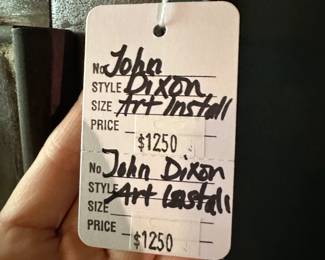 No. John
STYLE Dixon
SIZE Art Install
PRICE
$1250
No. John Dixon
STYLE Art Install
SIZE
PRICE
$1250